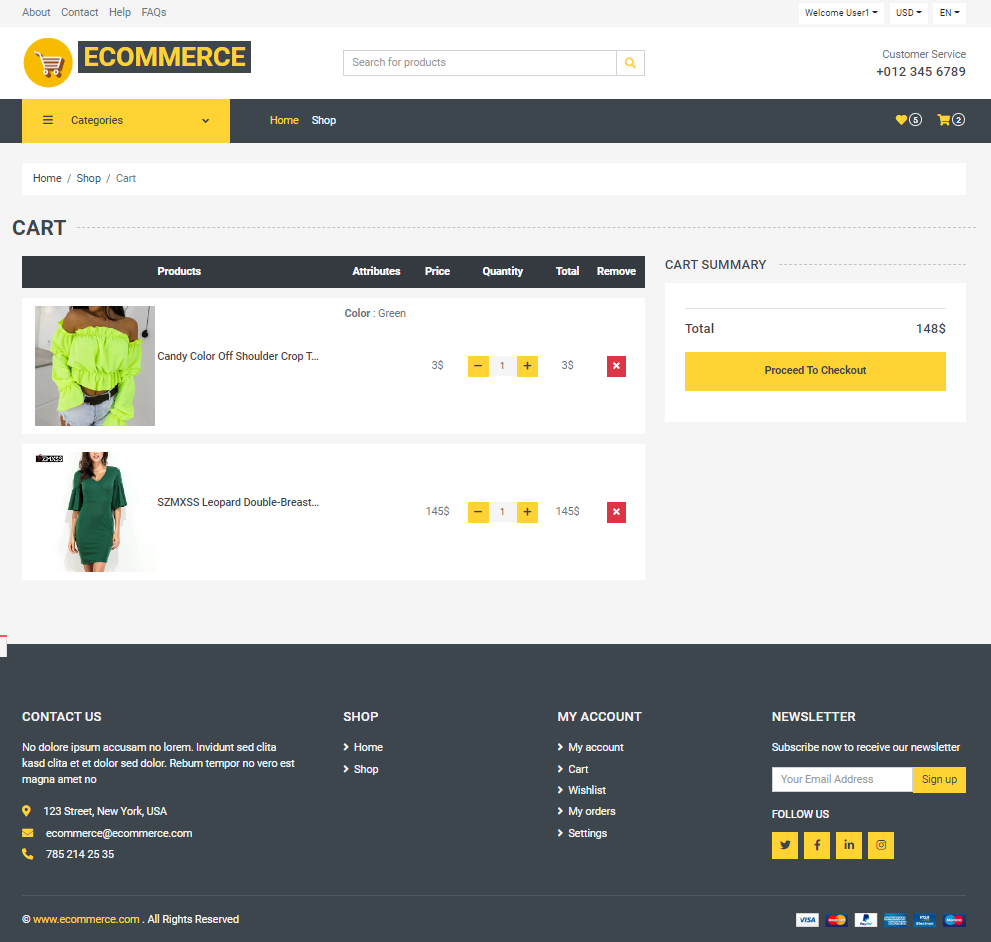 About Contact Help FAQs
Welcome User1 USD EN
ECOMMERCE
Search for products
Customer Service
+012 345 6789
Categories
Home Shop
5 2
Home / Shop / Cart
CART
Products Attributes Price Quantity Total Remove
Color : Green
Candy Color Off Shoulder Crop T...
3$ − 1 + 3$
SZMXSS
SZMXSS Leopard Double-Breast...
145$ − 1 + 145$
CART SUMMARY
Total 148$
Proceed To Checkout
CONTACT US
No dolore ipsum accusam no lorem. Invidunt sed clita
kasd clita et et dolor sed dolor. Rebum tempor no vero est
magna amet no
123 Street, New York, USA
ecommerce@ecommerce.com
785 214 25 35
SHOP
Home
Shop
MY ACCOUNT
My account
Cart
Wishlist
My orders
Settings
NEWSLETTER
Subscribe now to receive our newsletter
Your Email Address Sign up
FOLLOW US
© www.ecommerce.com . All Rights Reserved
VISA